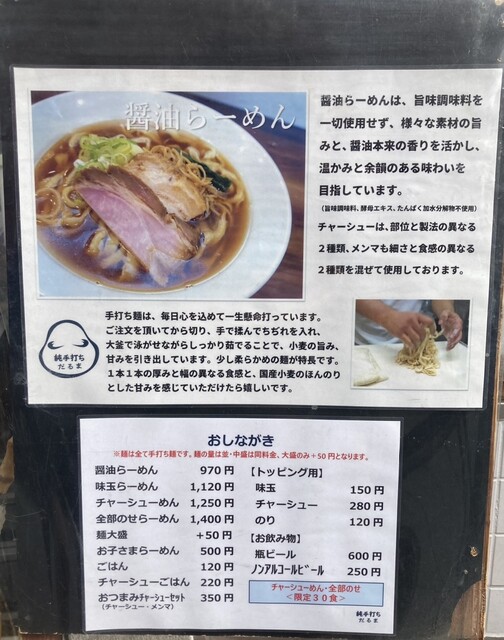 醤油らーめん
醤油らーめんは、旨味調味料を
一切使用せず、様々な素材の旨
みと、醤油本来の香りを活かし、
温かみと余韻のある味わいを
目指しています。
（旨味調味料、酵母エキス、たんぱく加水分解物不使用）
チャーシューは、部位と製法の異なる
２種類、メンマも細さと食感の異なる
２種類を混ぜて使用しております。
手打ち麺は、毎日心を込めて一生懸命打っています。
ご注文を頂いてから切り、手で揉んでちぢれを入れ、
大釜で泳がせながらしっかり茹でることで、小麦の旨み、
甘みを引き出しています。少し柔らかめの麺が特長です。
１本１本の厚みと幅の異なる食感と、国産小麦のほんのり
とした甘みを感じていただけたら嬉しいです。
純手打ち
だるま
おしながき
※麺は全て手打ち麺です。麺の量は並・中盛は同料金、大盛のみ＋50円となります。
醤油らーめん 970円
味玉らーめん 1,120円
チャーシューめん 1,250円
全部のせらーめん 1,400円
麺大盛 ＋50円
お子さまらーめん 500円
ごはん 120円
チャーシューごはん 220円
おつまみﾁｬｰｼｭｰｾｯﾄ 350円
（チャーシュー・メンマ）
【トッピング用】
味玉 150円
チャーシュー 280円
のり 120円
【お飲み物】
瓶ビール 600円
ﾉﾝｱﾙｺｰﾙﾋﾞｰﾙ 250円
チャーシューめん・全部のせ
＜限定３０食＞
純手打ち
だるま